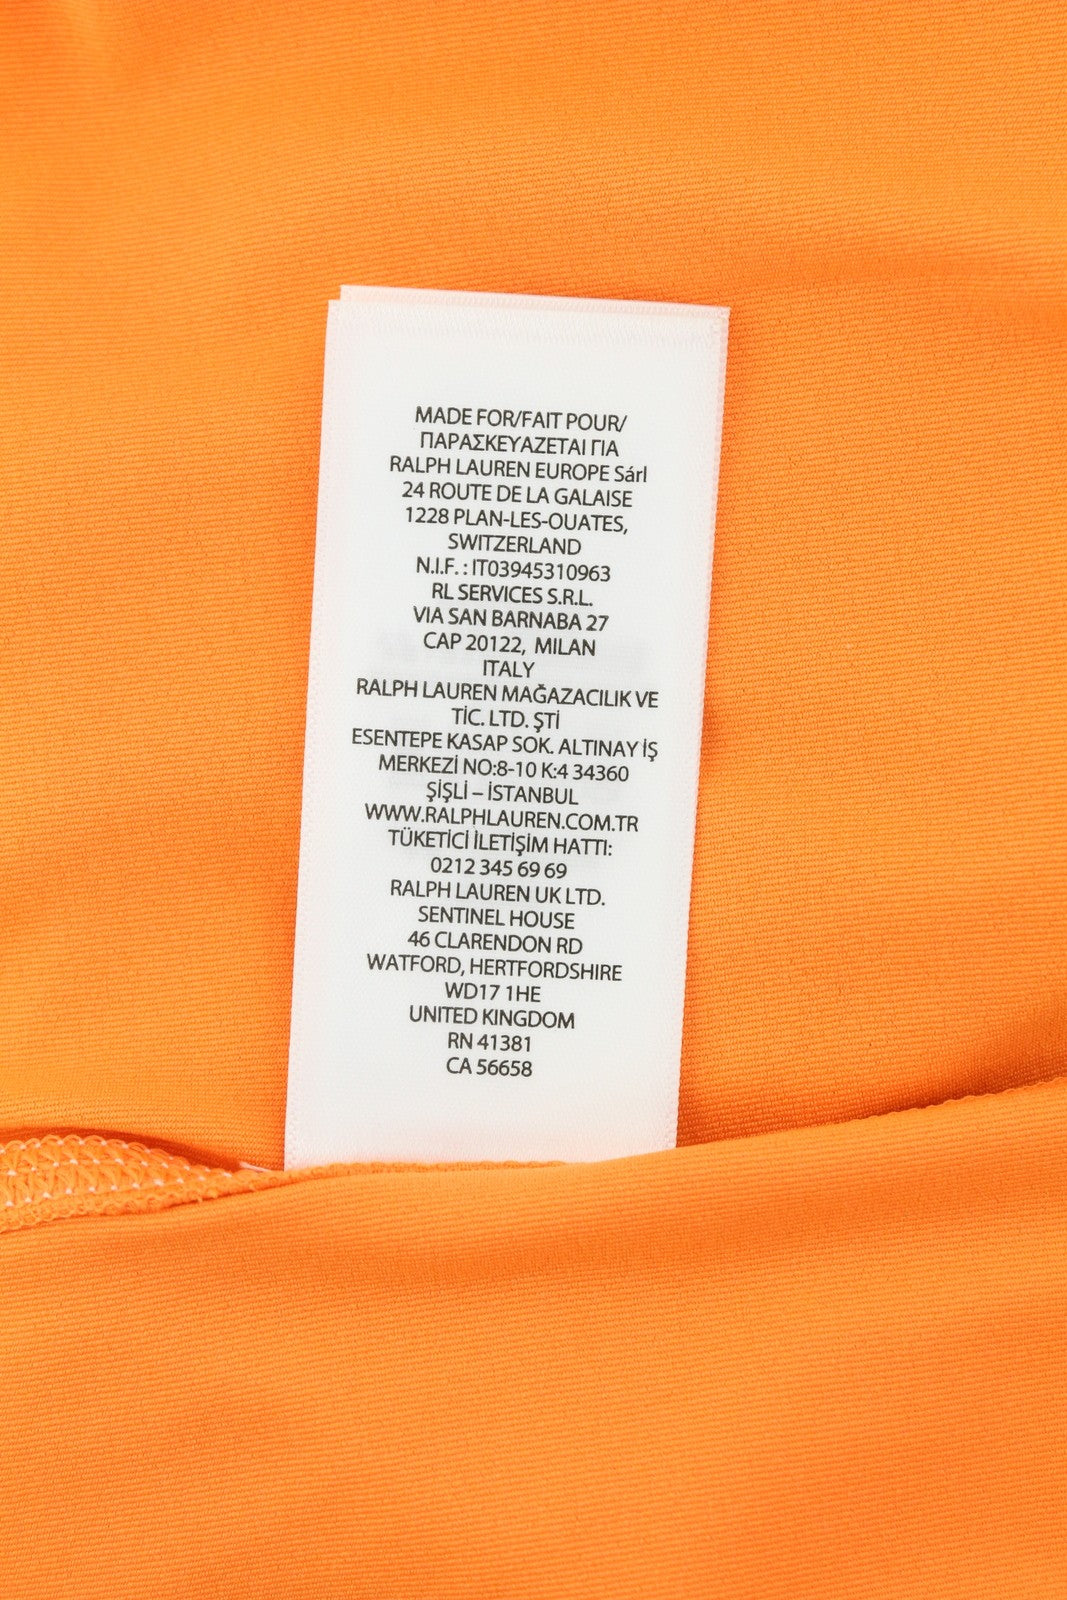 MADE FOR/FAIT POUR/
ΠΑΡΑΣΚΕΥΑΖΕΤΑΙ ΓΙΑ
RALPH LAUREN EUROPE Sárl
24 ROUTE DE LA GALAISE
1228 PLAN-LES-OUATES,
SWITZERLAND
N.I.F. : IT03945310963
RL SERVICES S.R.L.
VIA SAN BARNABA 27
CAP 20122, MILAN
ITALY
RALPH LAUREN MAĞAZACILIK VE
TİC. LTD. ŞTİ
ESENTEPE KASAP SOK. ALTINAY İŞ
MERKEZİ NO:8-10 K:4 34360
ŞİŞLİ – İSTANBUL
WWW.RALPHLAUREN.COM.TR
TÜKETİCİ İLETİŞİM HATTI:
0212 345 69 69
RALPH LAUREN UK LTD.
SENTINEL HOUSE
46 CLARENDON RD
WATFORD, HERTFORDSHIRE
WD17 1HE
UNITED KINGDOM
RN 41381
CA 56658